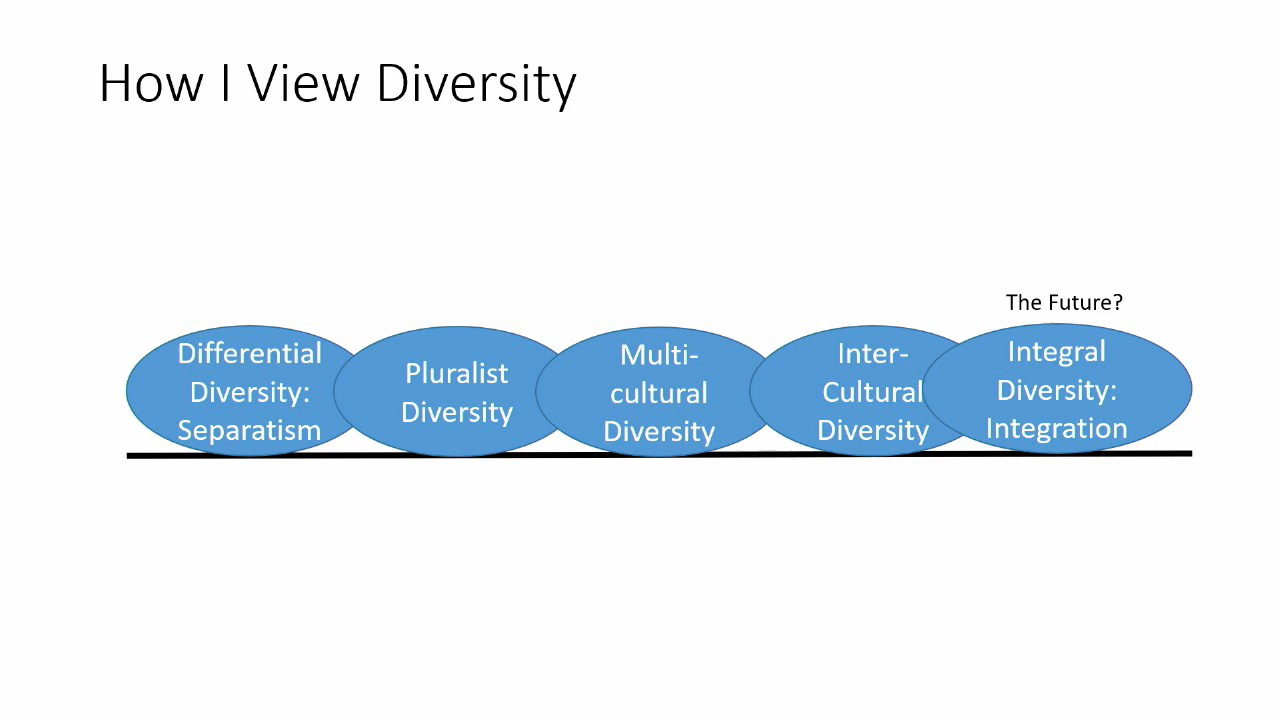 How I View Diversity
The Future?
Differential
Diversity:
Separatism
Pluralist
Diversity
Multi-
cultural
Diversity
Inter-
Cultural
Diversity
Integral
Diversity:
Integration